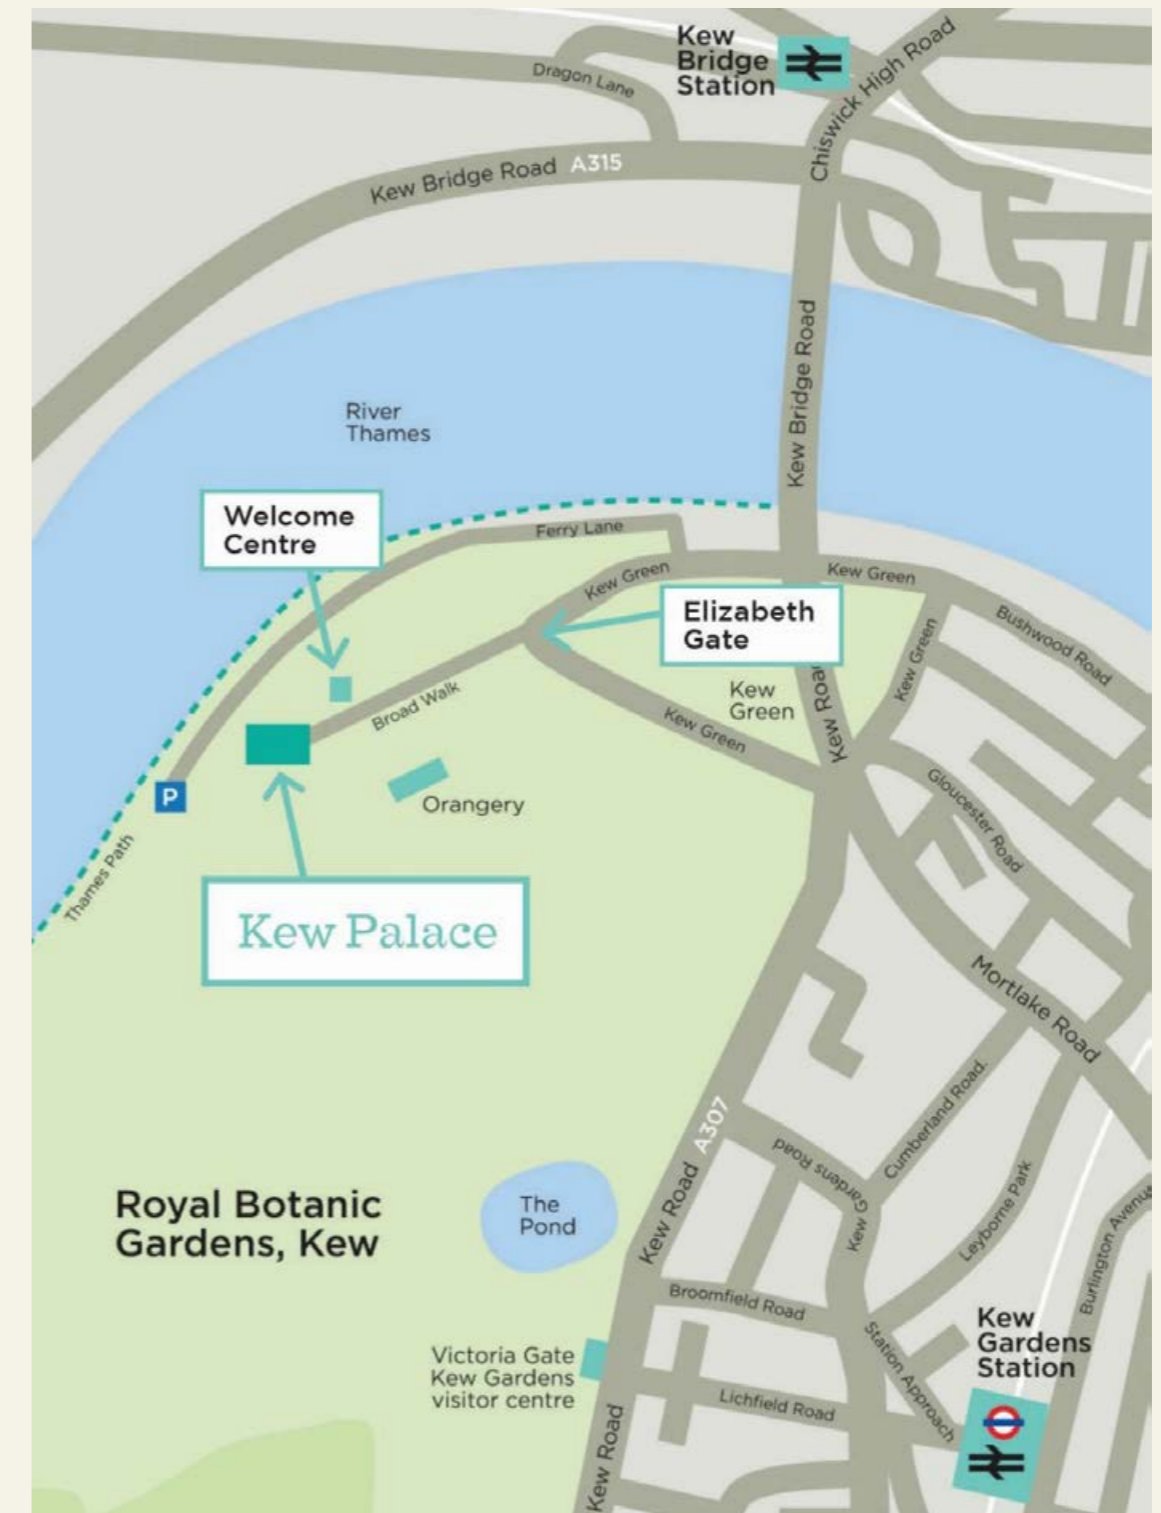 Kew
Bridge
Station
Chiswick High Road
Dragon Lane
Kew Bridge Road A315
Kew Bridge Road
River
Thames
Welcome
Centre
Ferry Lane
Kew Green
Kew Green
Elizabeth
Gate
Bushwood Road
Kew Green
Kew
Green
Kew Road
Broad Walk
Kew Green
P
Orangery
Gloucester Road
Thames Path
Kew Palace
Mortlake Road
Cumberland Road.
A307
Kew Road
Kew Gardens Road
Leyborne Park
Burlington Avenue
Royal Botanic
Gardens, Kew
The
Pond
Broomfield Road
Station Approach
Kew
Gardens
Station
Victoria Gate
Kew Gardens
visitor centre
Lichfield Road
Kew Road